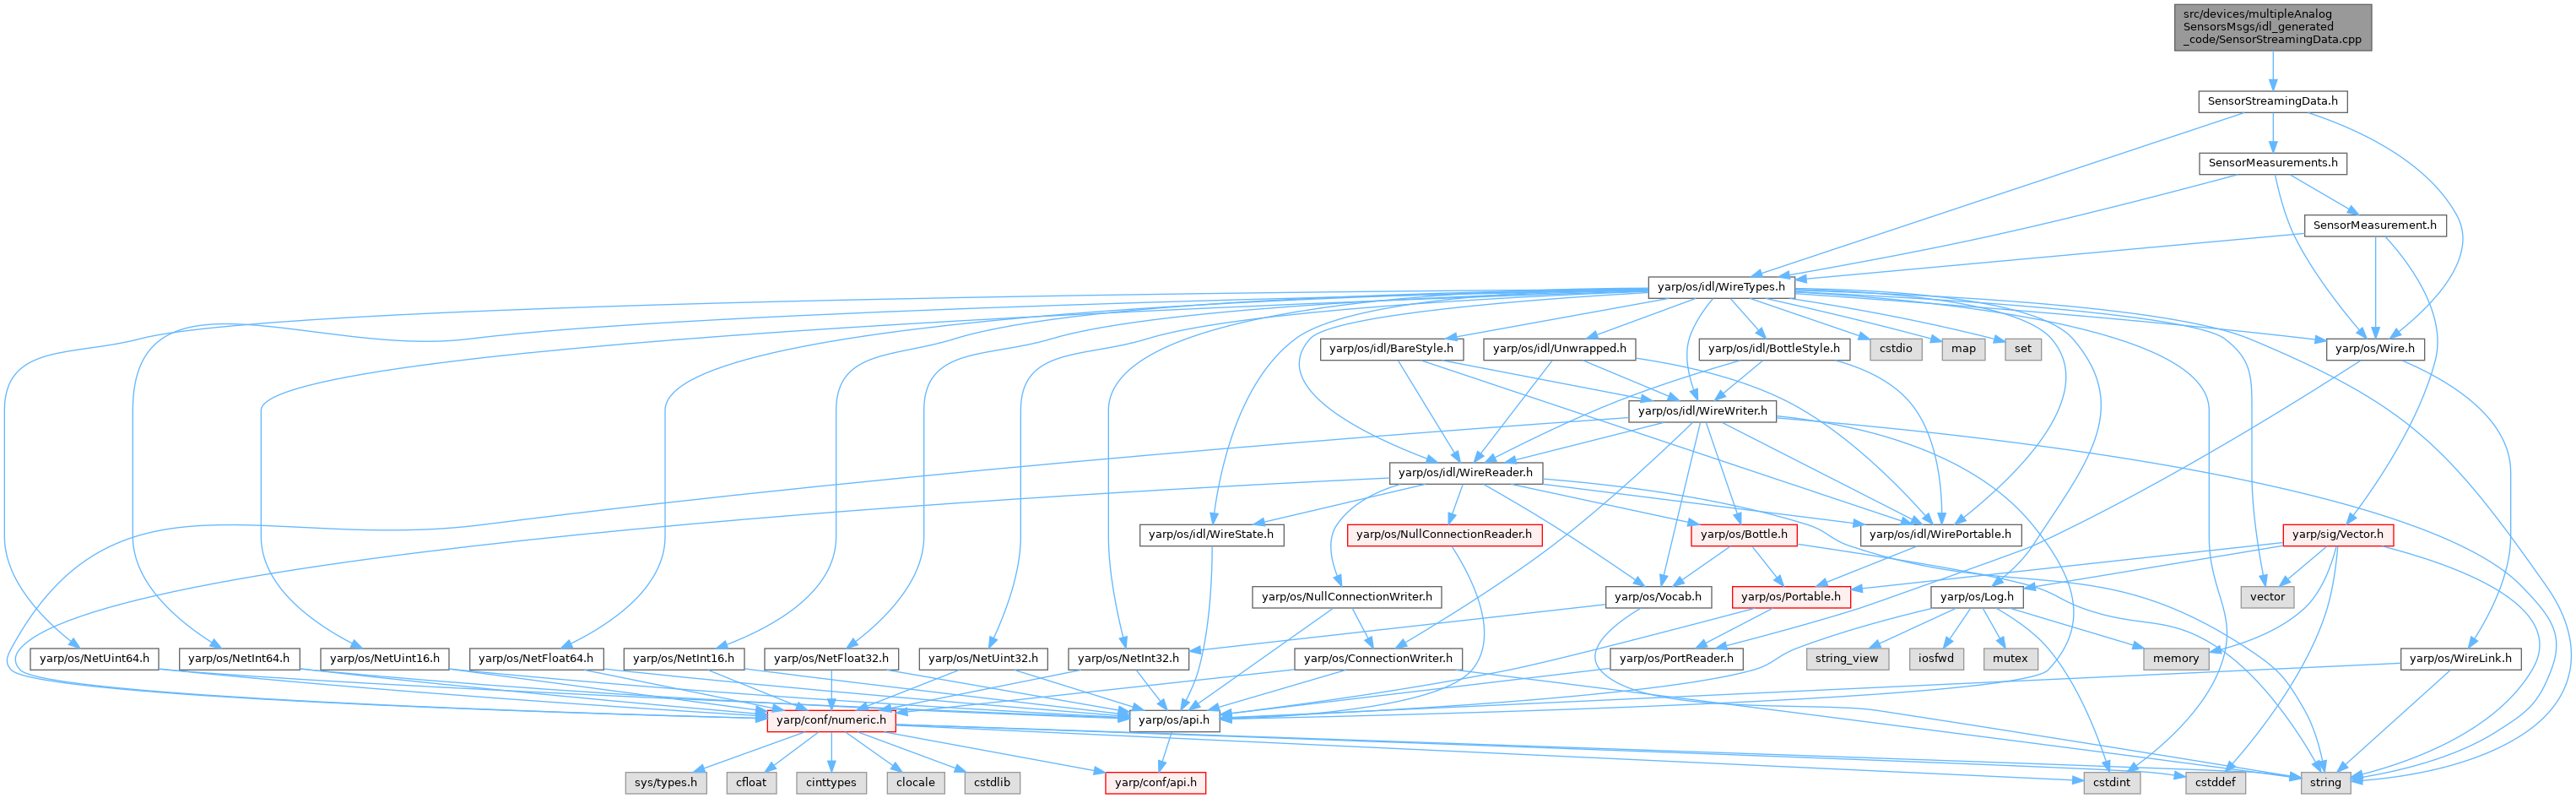 src/devices/multipleAnalog
SensorsMsgs/idl_generated
_code/SensorStreamingData.cpp
SensorStreamingData.h
SensorMeasurements.h
SensorMeasurement.h
yarp/os/idl/WireTypes.h
yarp/os/idl/BareStyle.h
yarp/os/idl/Unwrapped.h
yarp/os/idl/BottleStyle.h
cstdio
map
set
yarp/os/Wire.h
yarp/os/idl/WireWriter.h
yarp/os/idl/WireReader.h
yarp/os/idl/WireState.h
yarp/os/NullConnectionReader.h
yarp/os/Bottle.h
yarp/os/idl/WirePortable.h
yarp/sig/Vector.h
yarp/os/NullConnectionWriter.h
yarp/os/Vocab.h
yarp/os/Portable.h
yarp/os/Log.h
vector
yarp/os/NetUint64.h
yarp/os/NetInt64.h
yarp/os/NetUint16.h
yarp/os/NetFloat64.h
yarp/os/NetInt16.h
yarp/os/NetFloat32.h
yarp/os/NetUint32.h
yarp/os/NetInt32.h
yarp/os/ConnectionWriter.h
yarp/os/PortReader.h
string_view
iosfwd
mutex
memory
yarp/os/WireLink.h
yarp/conf/numeric.h
yarp/os/api.h
sys/types.h
cfloat
cinttypes
clocale
cstdlib
yarp/conf/api.h
cstdint
cstddef
string